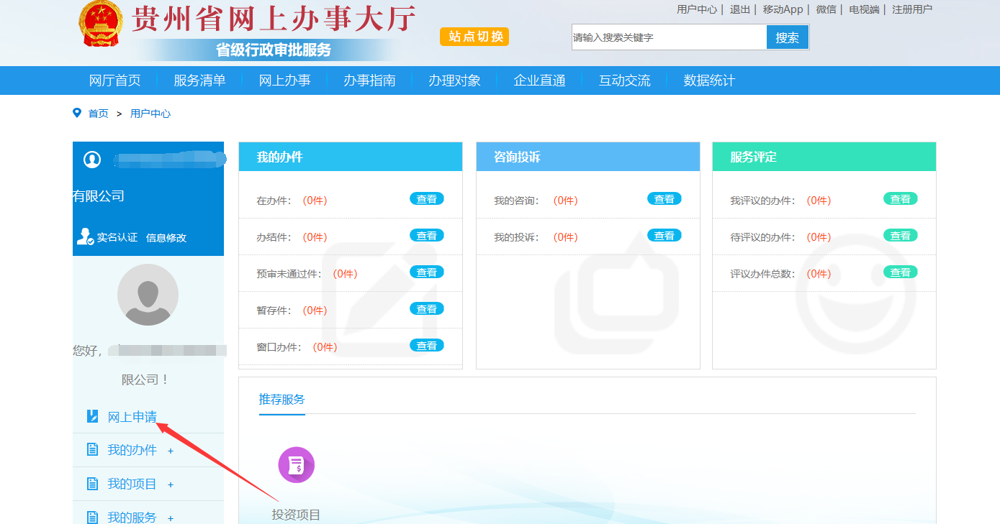 贵州省网上办事大厅
省级行政审批服务
站点切换
用户中心 | 退出 | 移动App | 微信 | 电视端 | 注册用户
请输入搜索关键字 搜索
网厅首页 服务清单 网上办事 办事指南 办理对象 企业直通 互动交流 数据统计
首页 > 用户中心
有限公司
实名认证 信息修改
您好，
限公司！
网上申请
我的办件 +
我的项目 +
我的服务 +
我的办件
在办件： (0件) 查看
办结件： (0件) 查看
预审未通过件： (0件) 查看
暂存件： (0件) 查看
窗口办件： (0件) 查看
咨询投诉
我的咨询： (0件) 查看
我的投诉： (0件) 查看
服务评定
我评议的办件： (0件) 查看
待评议的办件： (0件) 查看
评议办件总数： (0件) 查看
推荐服务
投资项目